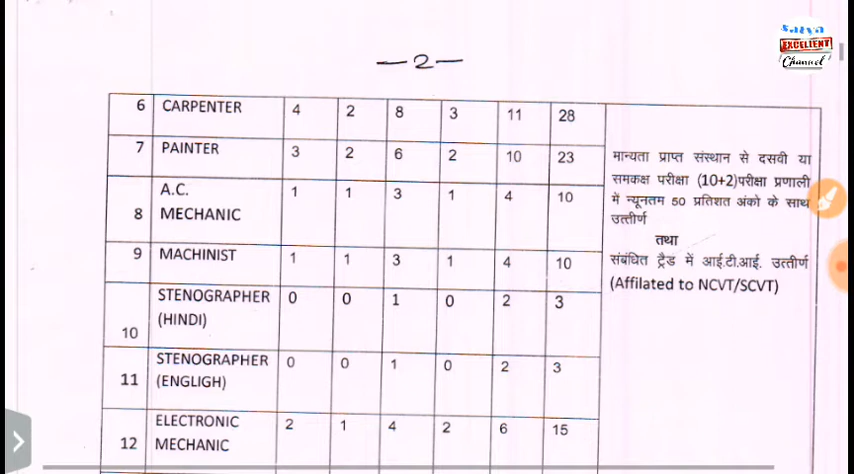 Satya
EXCELLENT
Channel
—2—
6 CARPENTER 4 2 8 3 11 28
7 PAINTER 3 2 6 2 10 23
8 A.C. MECHANIC 1 1 3 1 4 10
9 MACHINIST 1 1 3 1 4 10
10 STENOGRAPHER (HINDI) 0 0 1 0 2 3
11 STENOGRAPHER (ENGLIGH) 0 0 1 0 2 3
12 ELECTRONIC MECHANIC 2 1 4 2 6 15
मान्यता प्राप्त संस्थान से दसवी या
समकक्ष परीक्षा (10+2)परीक्षा प्रणाली
में न्यूनतम 50 प्रतिशत अंको के साथ
उत्तीर्ण
तथा
संबंधित ट्रैड में आई.टी.आई. उत्तीर्ण
(Affilated to NCVT/SCVT)